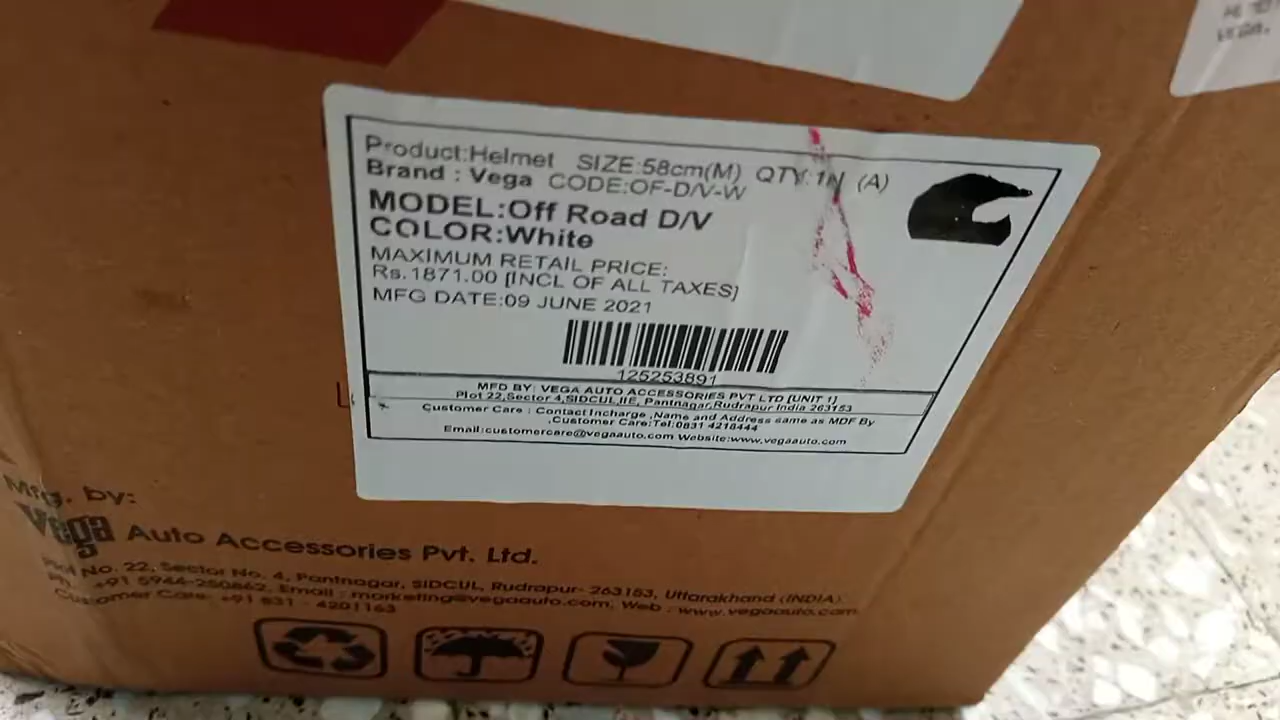 VEGA.
Product:Helmet SIZE:58cm(M) QTY:1N (A)
Brand : Vega CODE:OF-D/V-W
MODEL:Off Road D/V
COLOR:White
MAXIMUM RETAIL PRICE:
Rs.1871.00 [INCL OF ALL TAXES]
MFG DATE:09 JUNE 2021
125253891
MFD BY: VEGA AUTO ACCESSORIES PVT LTD [UNIT 1]
Plot 22,Sector 4,SIDCUL,IIE, Pantnagar,Rudrapur India 263153
Customer Care : Contact Incharge ,Name and Address same as MDF By
,Customer Care:Tel:0831 4218444
Email:customercare@vegaauto.com Website:www.vegaauto.com
Mfg. by:
Vega Auto Accessories Pvt. Ltd.
Plot No. 22, Sector No. 4, Pantnagar, SIDCUL, Rudrapur- 263153, Uttarakhand (INDIA)
Ph : +91 5944-250862, Email : marketing@vegaauto.com, Web : www.vegaauto.com
Customer Care: +91 831 - 4201163